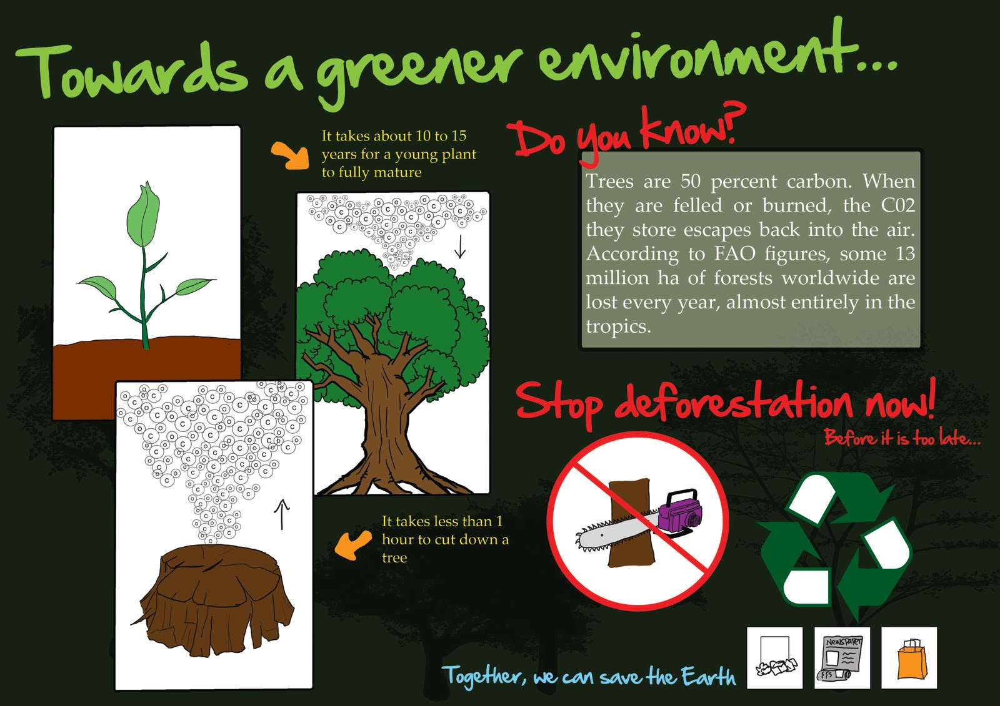 Towards a greener environment...
It takes about 10 to 15
years for a young plant
to fully mature
Do you know?
Trees are 50 percent carbon. When
they are felled or burned, the C02
they store escapes back into the air.
According to FAO figures, some 13
million ha of forests worldwide are
lost every year, almost entirely in the
tropics.
It takes less than 1
hour to cut down a
tree
Stop deforestation now!
Before it is too late...
NEWSPAPER
Together, we can save the Earth